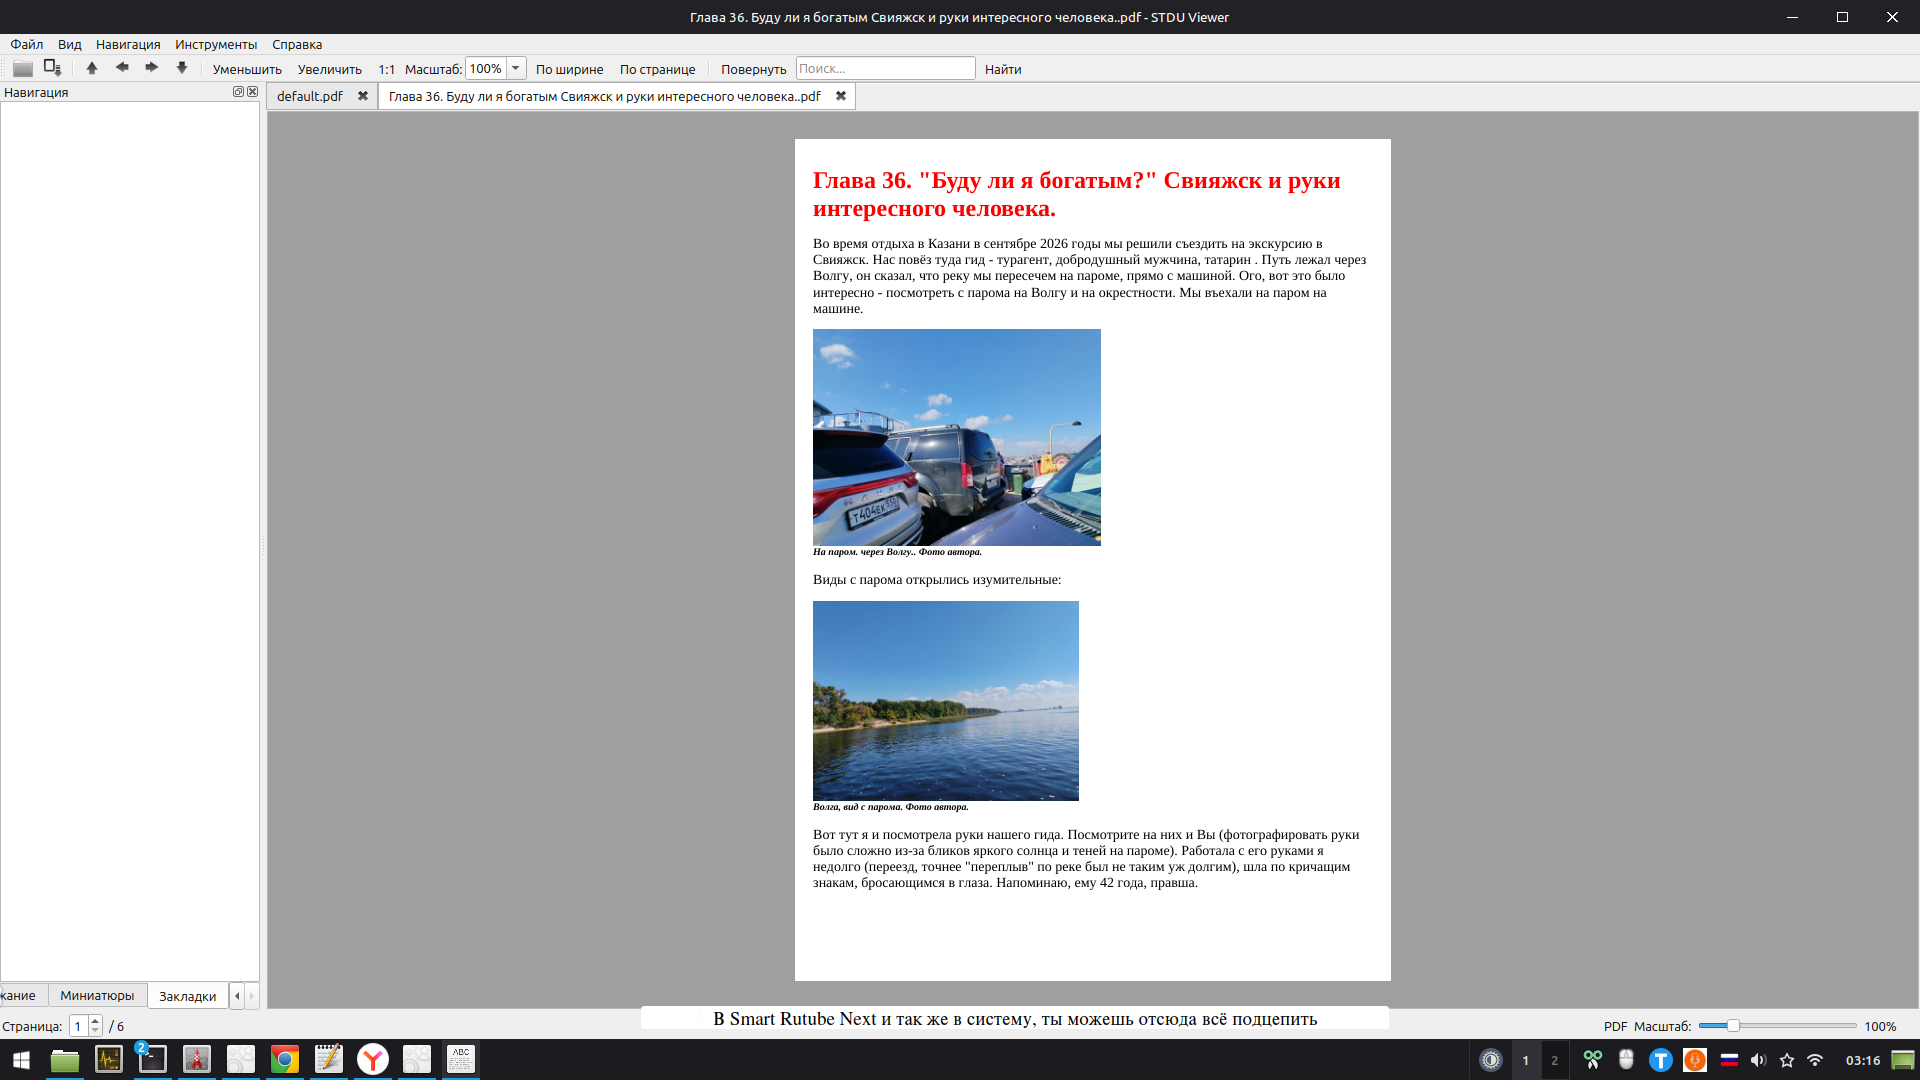 Глава 36. Буду ли я богатым Свияжск и руки интересного человека..pdf - STDU Viewer
Файл Вид Навигация Инструменты Справка
Уменьшить Увеличить 1:1 Масштаб: 100% По ширине По странице Повернуть Поиск... Найти
Навигация
default.pdf Глава 36. Буду ли я богатым Свияжск и руки интересного человека..pdf
Глава 36. "Буду ли я богатым?" Свияжск и руки
интересного человека.
Во время отдыха в Казани в сентябре 2026 годы мы решили съездить на экскурсию в
Свияжск. Нас повёз туда гид - турагент, добродушный мужчина, татарин . Путь лежал через
Волгу, он сказал, что реку мы пересечем на пароме, прямо с машиной. Ого, вот это было
интересно - посмотреть с парома на Волгу и на окрестности. Мы въехали на паром на
машине.
Т404ЕК
На паром. через Волгу.. Фото автора.
Виды с парома открылись изумительные:
Волга, вид с парома. Фото автора.
Вот тут я и посмотрела руки нашего гида. Посмотрите на них и Вы (фотографировать руки
было сложно из-за бликов яркого солнца и теней на пароме). Работала с его руками я
недолго (переезд, точнее "переплыв" по реке был не таким уж долгим), шла по кричащим
знакам, бросающимся в глаза. Напоминаю, ему 42 года, правша.
жание Миниатюры Закладки
Страница: 1 / 6
В Smart Rutube Next и так же в систему, ты можешь отсюда всё подцепить
PDF Масштаб: 100%
2
ABC
1 2
T
03:16